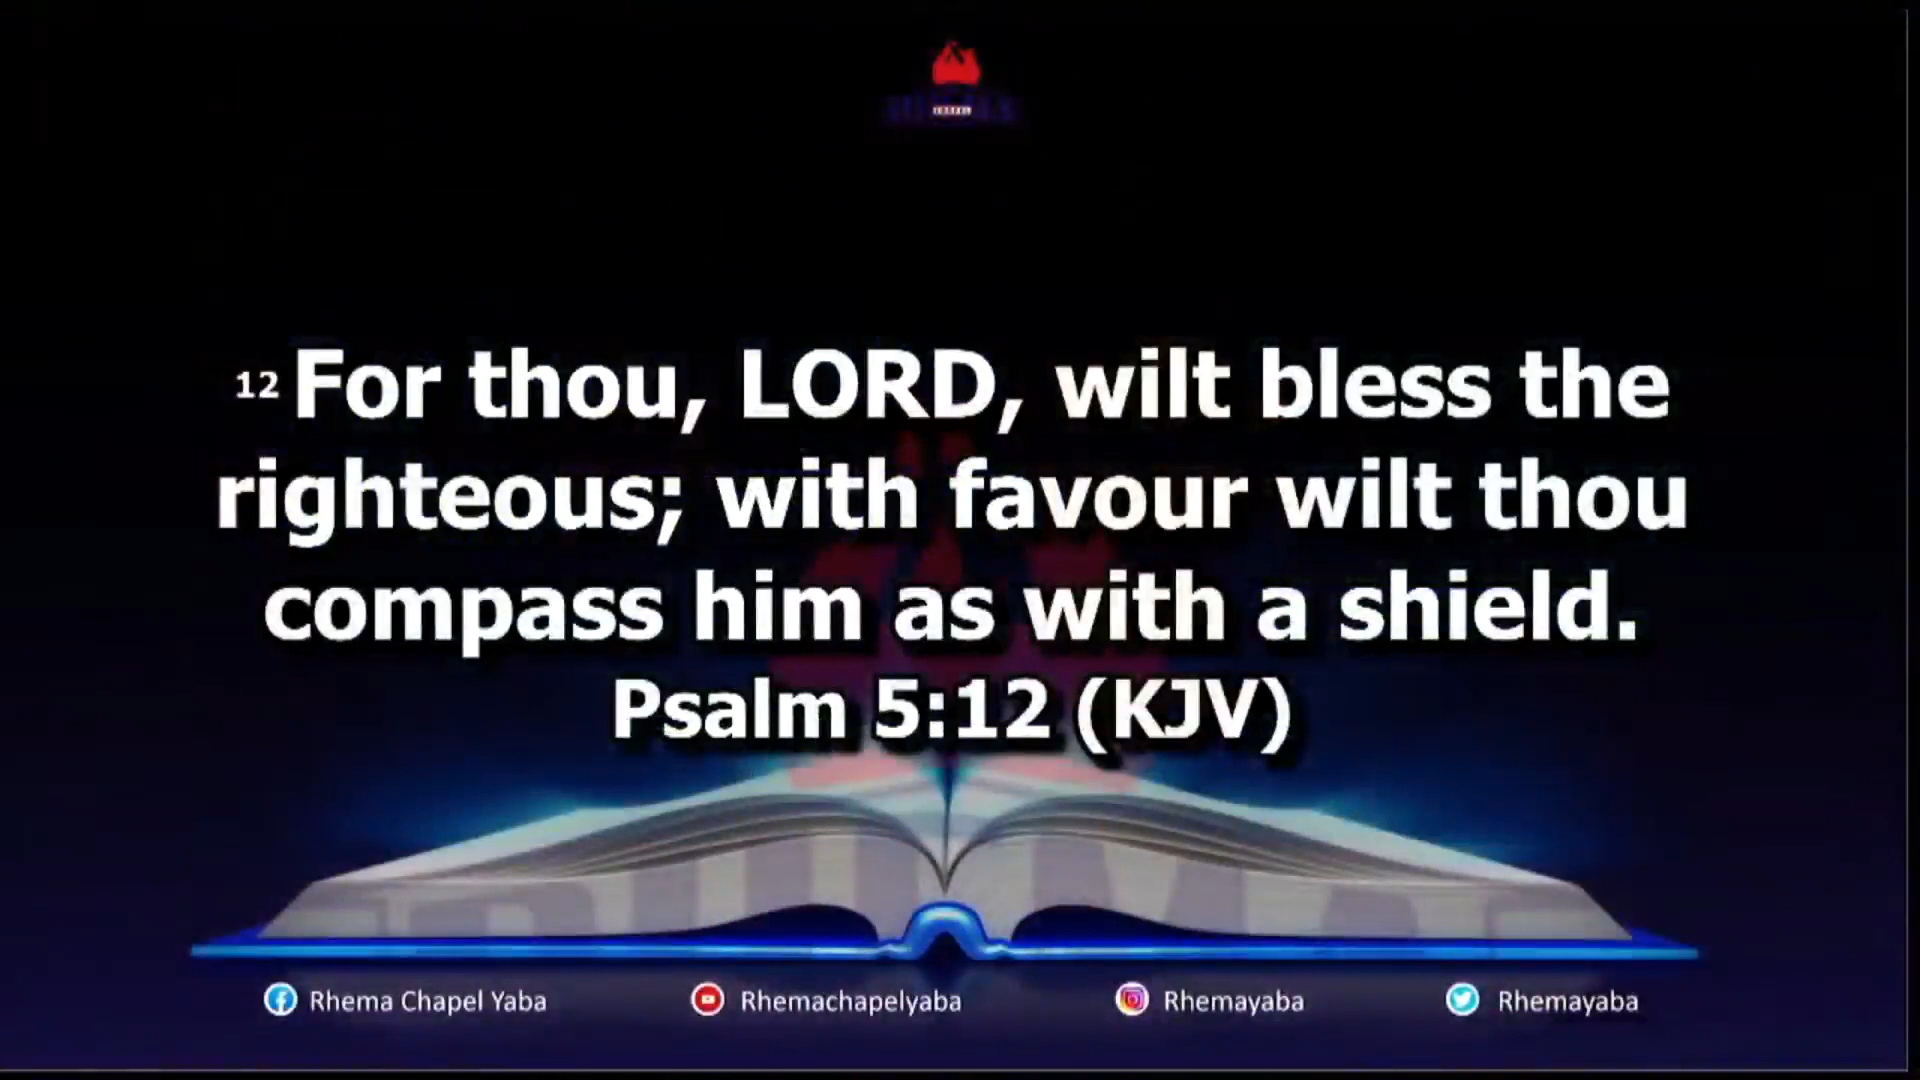 12 For thou, LORD, wilt bless the
righteous; with favour wilt thou
compass him as with a shield.
Psalm 5:12 (KJV)
Rhema Chapel Yaba
Rhemachapelyaba
Rhemayaba
Rhemayaba